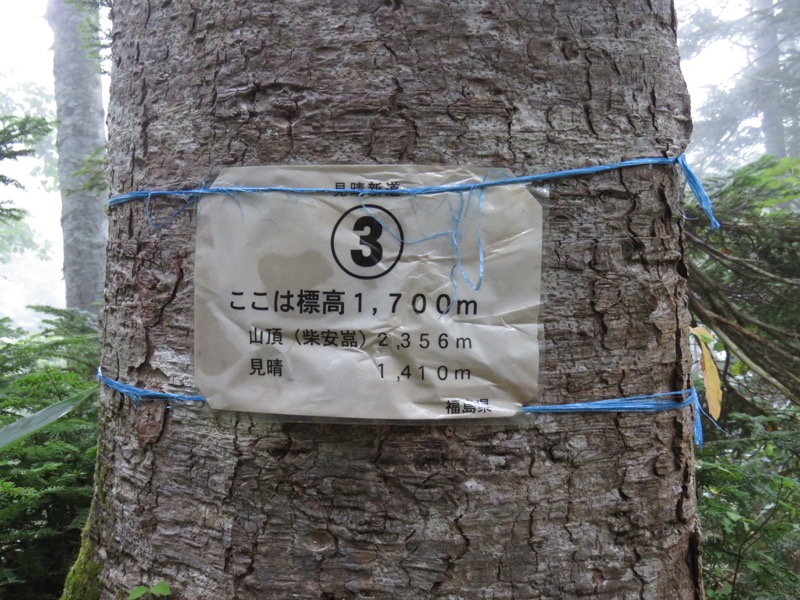 見晴新道
③
ここは標高1,700m
山頂（柴安嵓）2,356m
見晴 1,410m
福島県